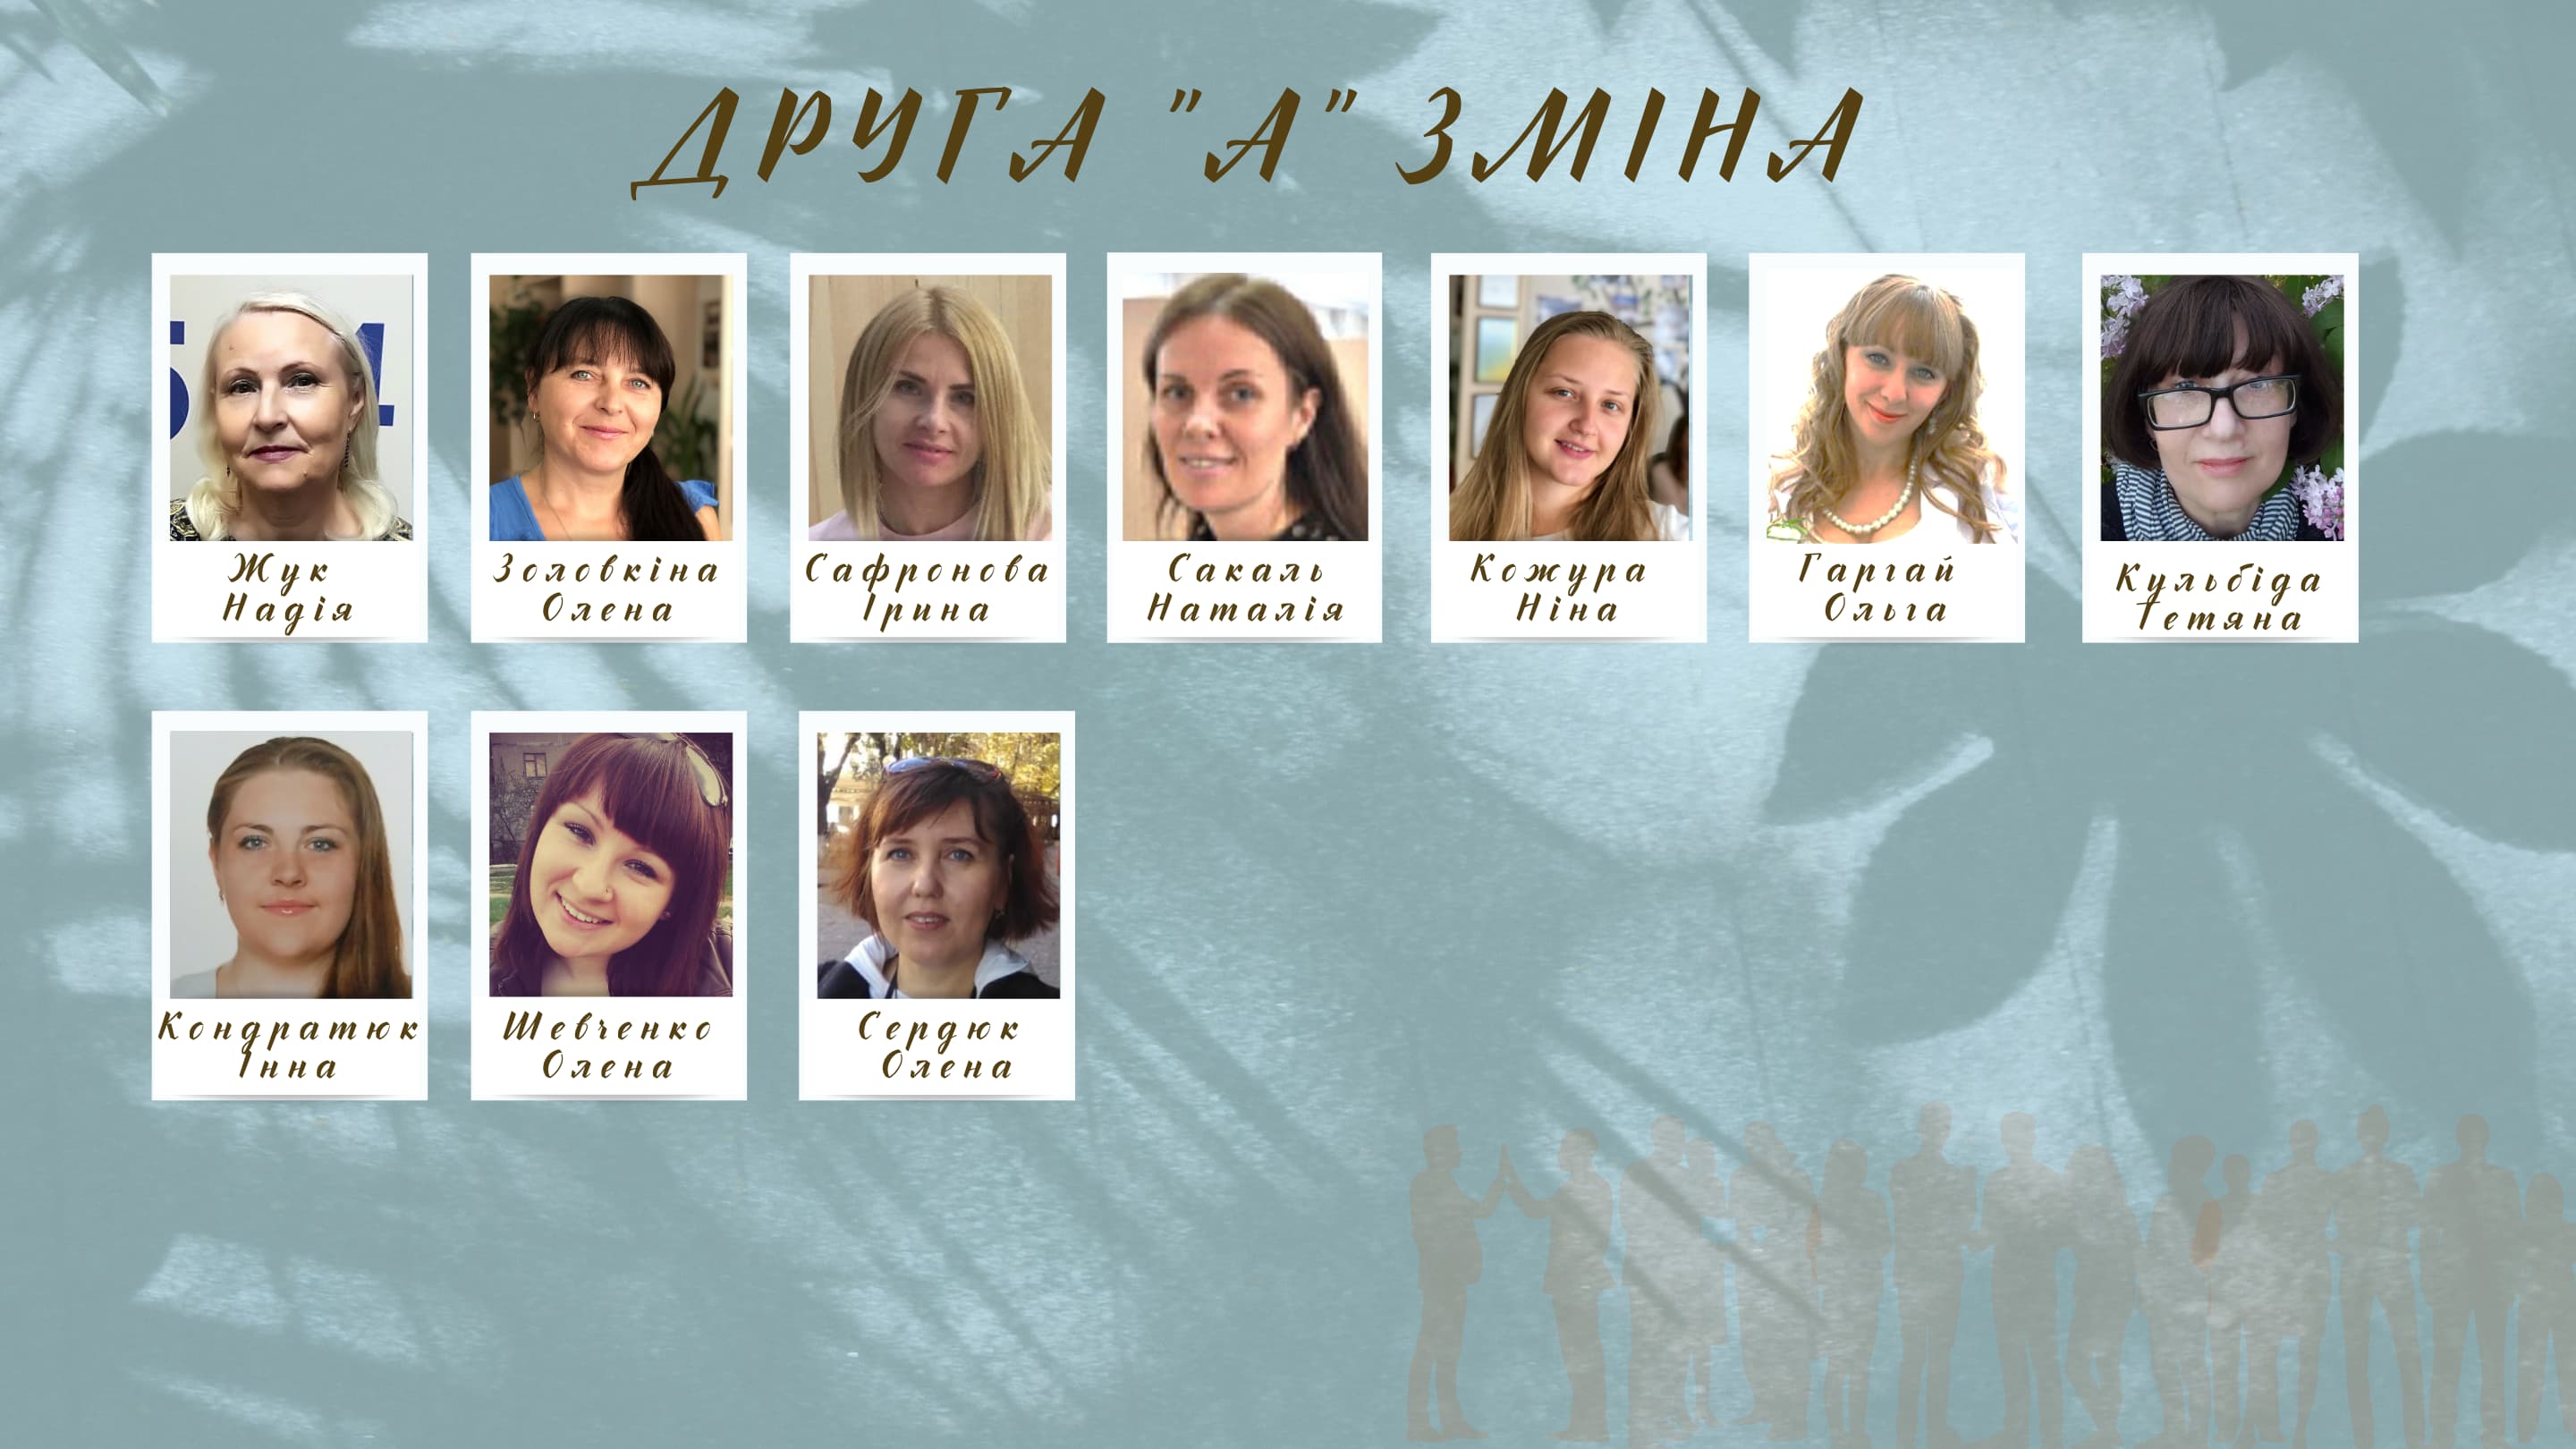 ДРУГА "А" ЗМІНА
Жук
Надія
Золовкіна
Олена
Сафронова
Ірина
Сакаль
Наталія
Кожура
Ніна
Гаргай
Ольга
Кульбіда
Тетяна
Кондратюк
Інна
Шевченко
Олена
Сердюк
Олена